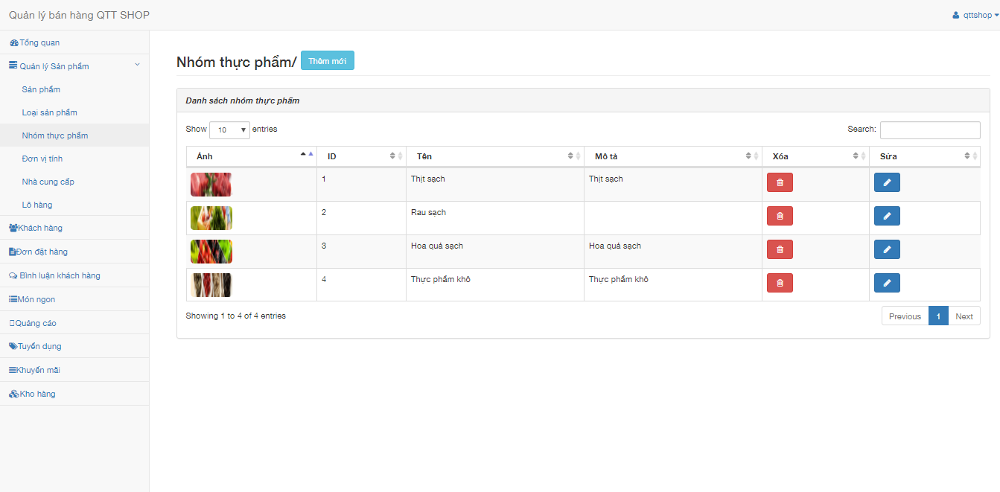 Quản lý bán hàng QTT SHOP
qttshop
Tổng quan
Quản lý Sản phẩm
Sản phẩm
Loại sản phẩm
Nhóm thực phẩm
Đơn vị tính
Nhà cung cấp
Lô hàng
Khách hàng
Đơn đặt hàng
Bình luận khách hàng
Món ngon
Quảng cáo
Tuyển dụng
Khuyến mãi
Kho hàng
Nhóm thực phẩm/ Thêm mới
Danh sách nhóm thực phẩm
Show 10 entries
Search:
Ảnh ID Tên Mô tả Xóa Sửa
1 Thịt sạch Thịt sạch
2 Rau sạch
3 Hoa quả sạch Hoa quả sạch
4 Thực phẩm khô Thực phẩm khô
Showing 1 to 4 of 4 entries
Previous 1 Next